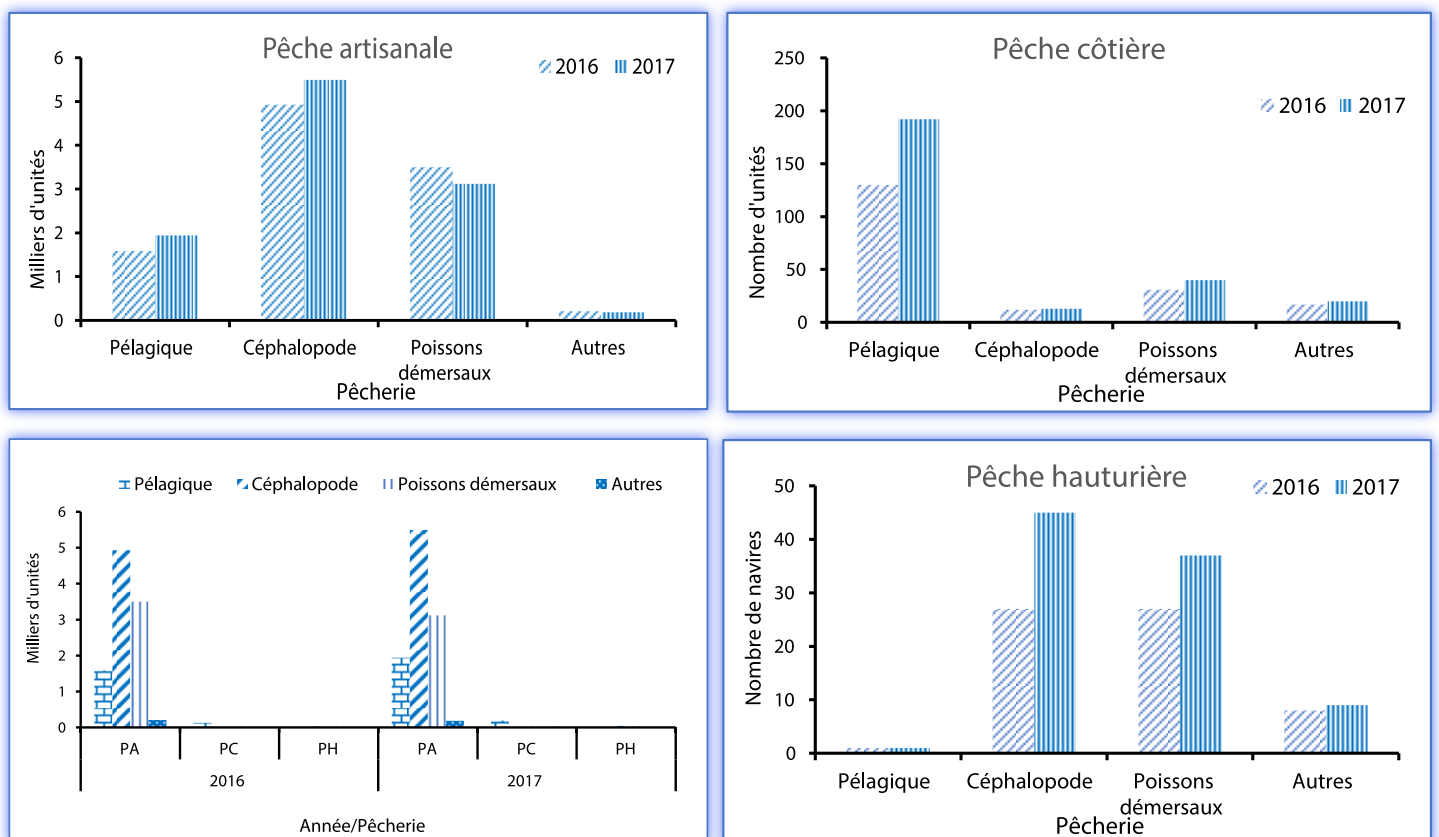 Pêche artisanale
2016 2017
6
5
4
3
2
1
0
Milliers d'unités
Pélagique Céphalopode Poissons démersaux Autres
Pêcherie
Pêche côtière
2016 2017
250
200
150
100
50
0
Nombre d'unités
Pélagique Céphalopode Poissons démersaux Autres
Pêcherie
Pélagique Céphalopode Poissons démersaux Autres
6
5
4
3
2
1
0
Milliers d'unités
PA PC PH PA PC PH
2016 2017
Année/Pêcherie
Pêche hauturière
2016 2017
50
40
30
20
10
0
Nombre de navires
Pélagique Céphalopode Poissons démersaux Autres
Pêcherie